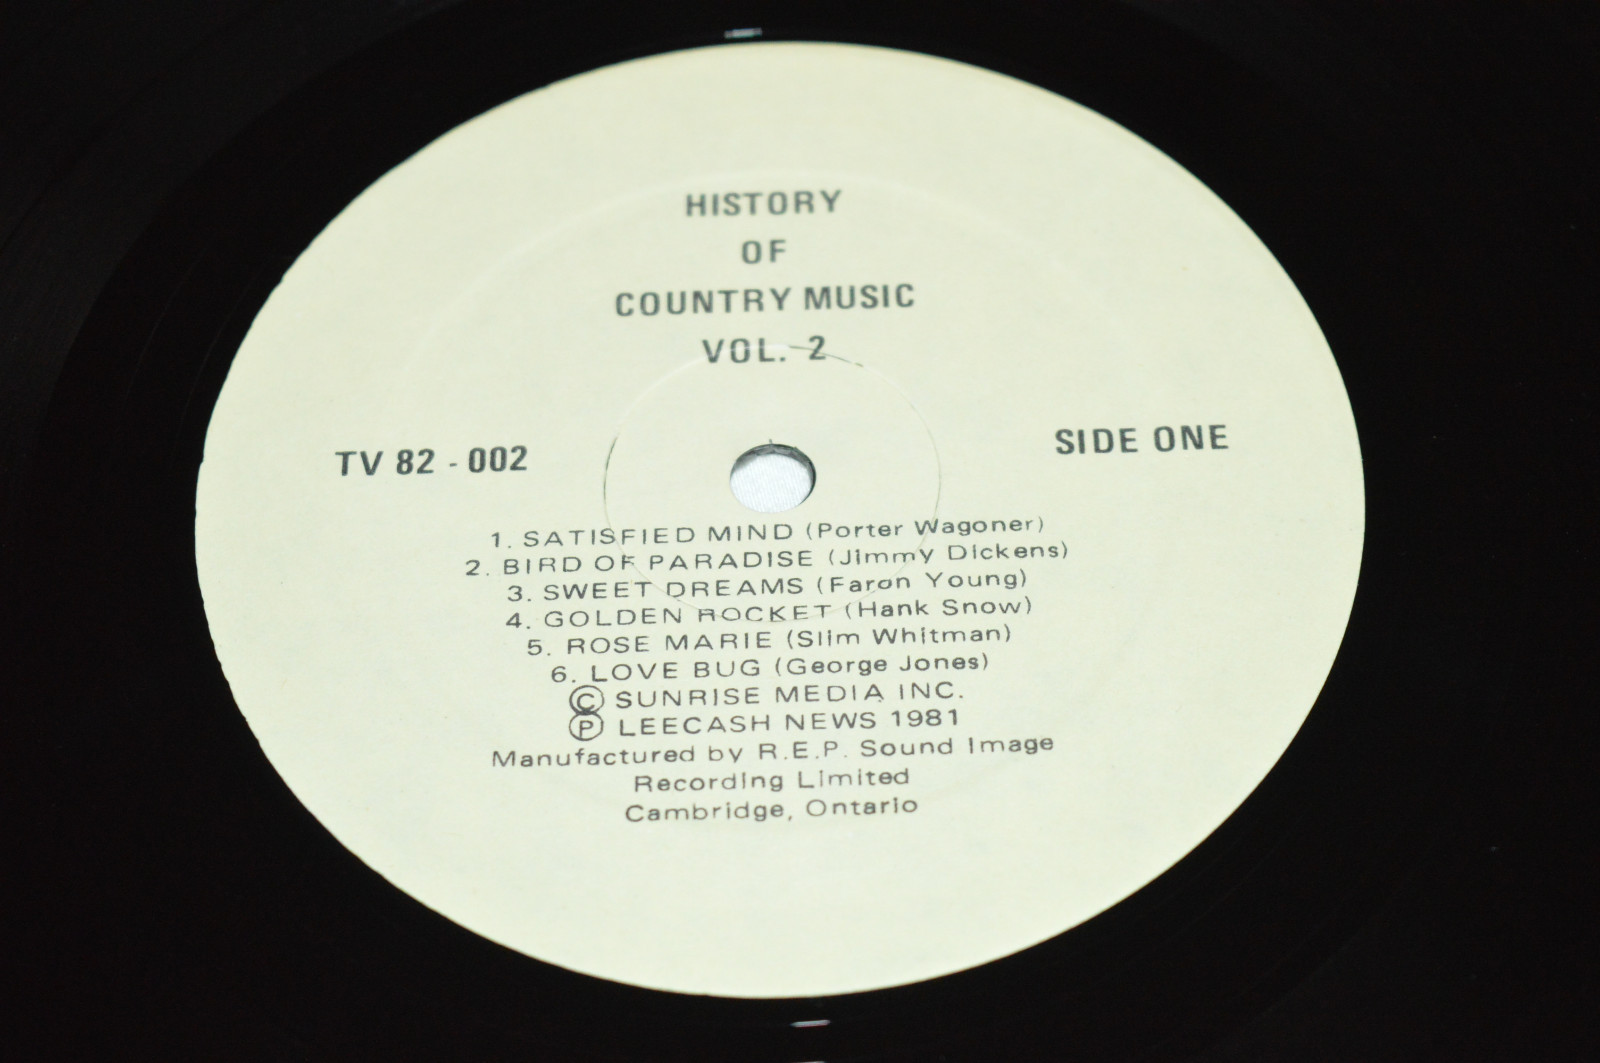 HISTORY
OF
COUNTRY MUSIC
VOL. 2
TV 82 - 002
SIDE ONE
1. SATISFIED MIND (Porter Wagoner)
2. BIRD OF PARADISE (Jimmy Dickens)
3. SWEET DREAMS (Faron Young)
4. GOLDEN ROCKET (Hank Snow)
5. ROSE MARIE (Slim Whitman)
6. LOVE BUG (George Jones)
Ⓒ SUNRISE MEDIA INC.
Ⓟ LEECASH NEWS 1981
Manufactured by R.E.P. Sound Image
Recording Limited
Cambridge, Ontario